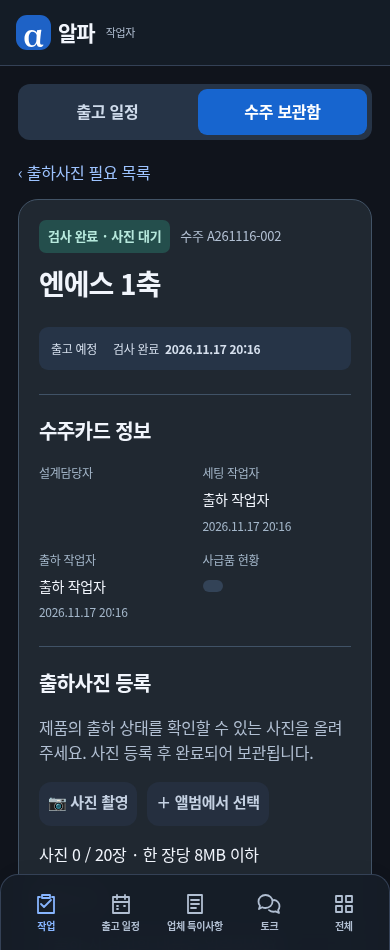 α 알파 작업자
출고 일정 수주 보관함
‹ 출하사진 필요 목록
검사 완료 · 사진 대기 수주 A261116-002
엔에스 1축
출고 예정 검사 완료 2026.11.17 20:16
수주카드 정보
설계담당자 세팅 작업자
출하 작업자
2026.11.17 20:16
출하 작업자 사급품 현황
출하 작업자
2026.11.17 20:16
출하사진 등록
제품의 출하 상태를 확인할 수 있는 사진을 올려
주세요. 사진 등록 후 완료되어 보관됩니다.
📷 사진 촬영 + 앨범에서 선택
사진 0 / 20장 · 한 장당 8MB 이하
작업 출고 일정 업체 특이사항 토크 전체